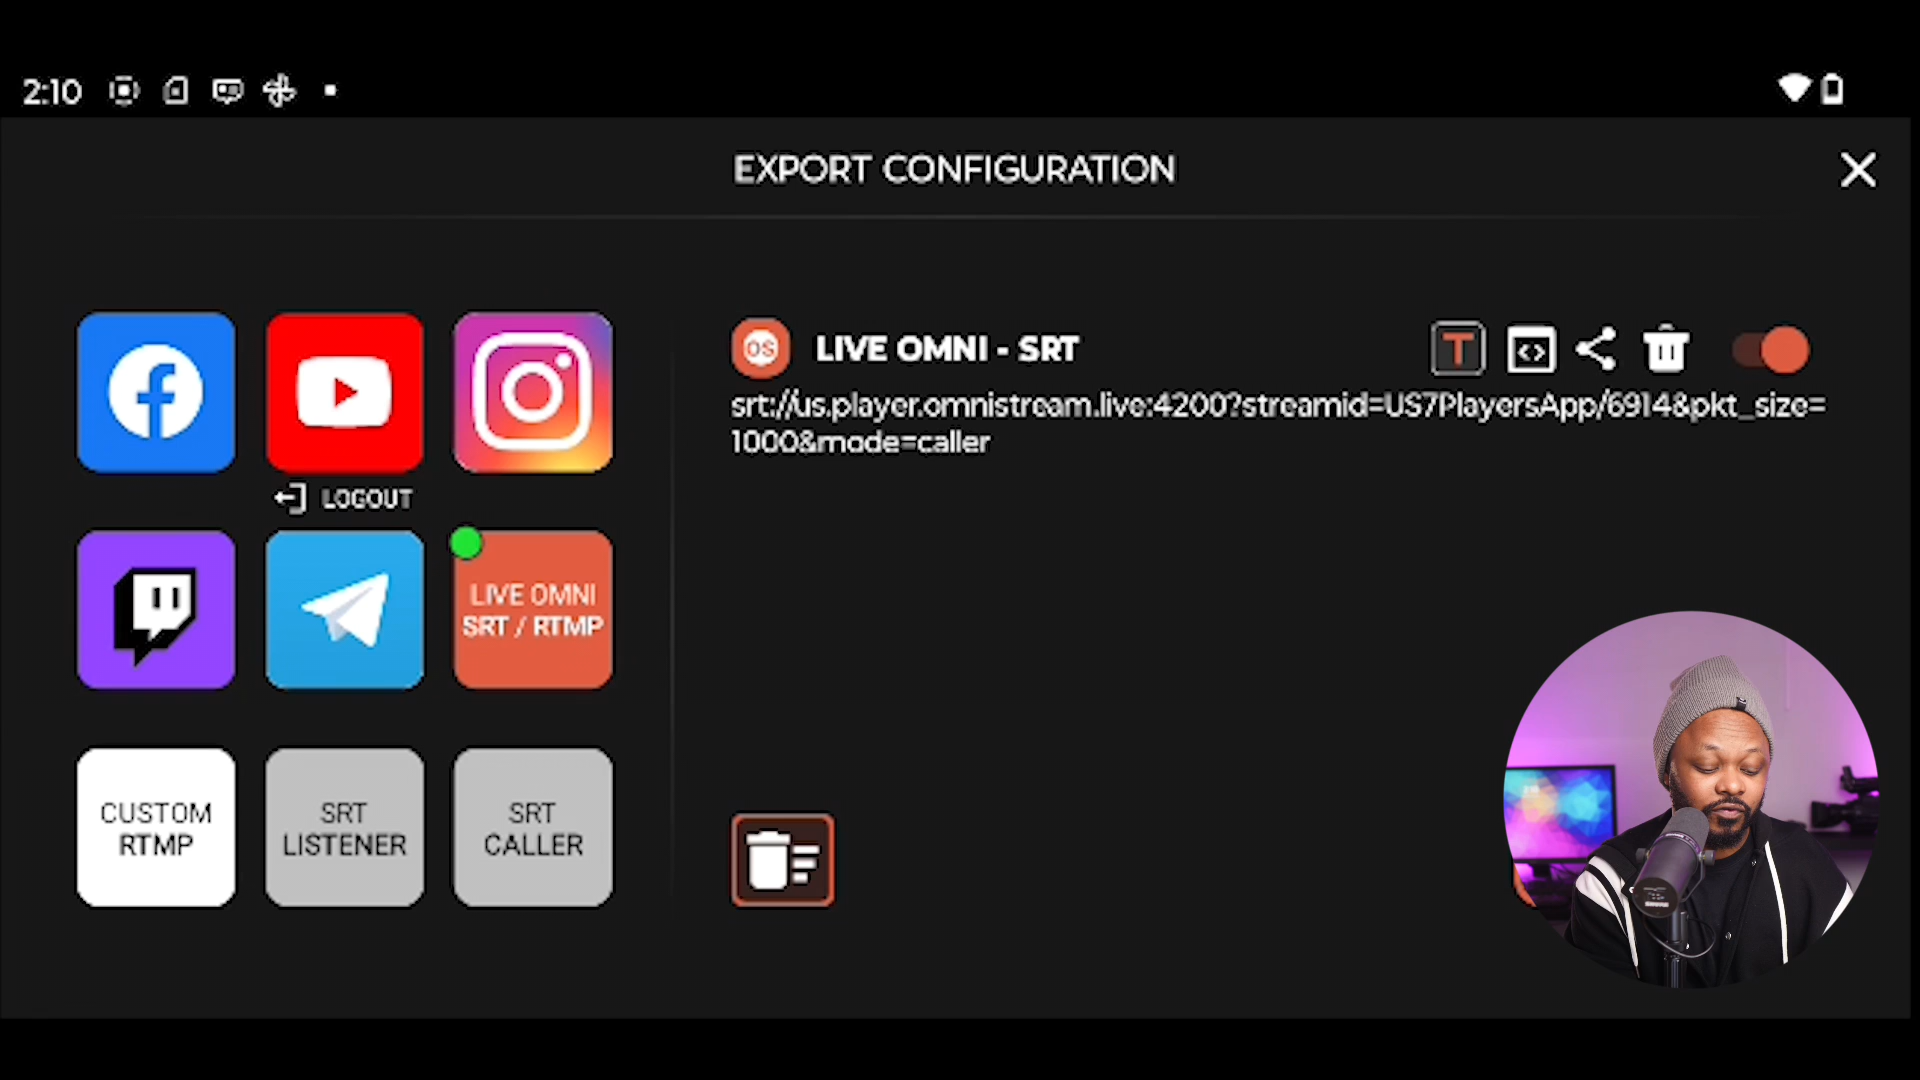 2:10
EXPORT CONFIGURATION
LIVE OMNI - SRT
srt://us.player.omnistream.live:4200?streamid=US7PlayersApp/6914&pkt_size=
1000&mode=caller
LOGOUT
LIVE OMNI
SRT / RTMP
CUSTOM
RTMP
SRT
LISTENER
SRT
CALLER
OS
T